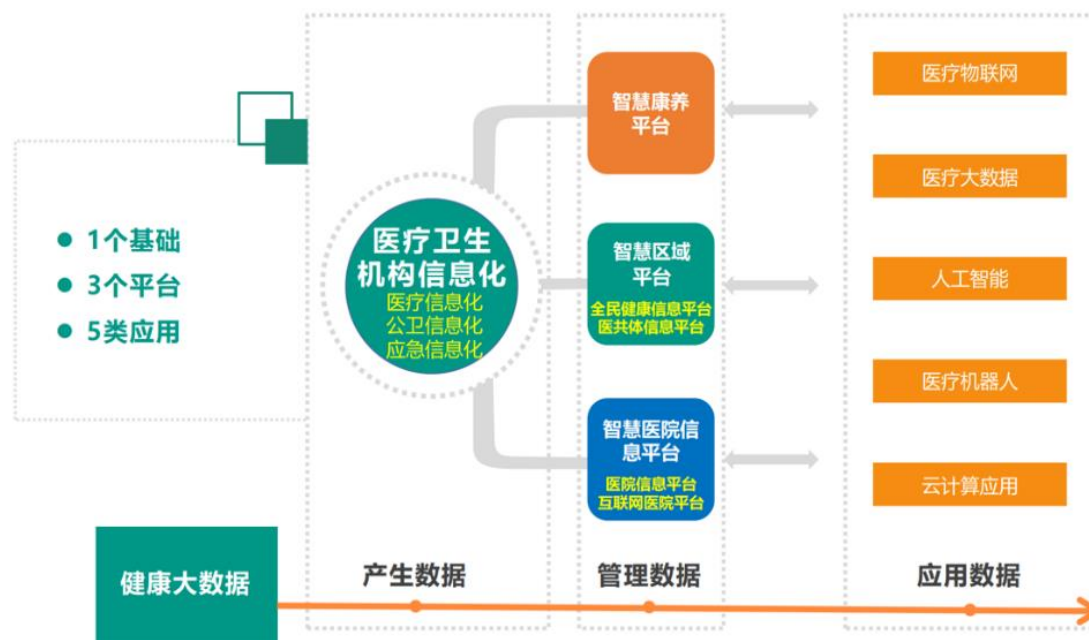 1个基础
3个平台
5类应用
医疗卫生
机构信息化
医疗信息化
公卫信息化
应急信息化
智慧康养
平台
智慧区域
平台
全民健康信息平台
医共体信息平台
智慧医院信
息平台
医院信息平台
互联网医院平台
医疗物联网
医疗大数据
人工智能
医疗机器人
云计算应用
健康大数据
产生数据
管理数据
应用数据